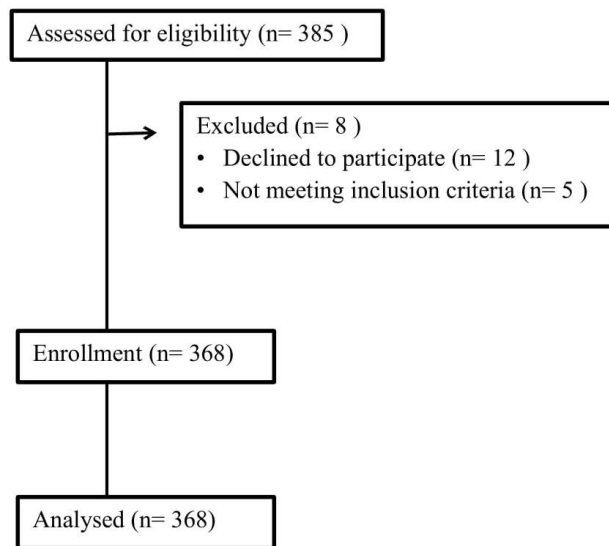 Assessed for eligibility (n= 385 )
Excluded (n= 8 )
• Declined to participate (n= 12 )
• Not meeting inclusion criteria (n= 5 )
Enrollment (n= 368)
Analysed (n= 368)